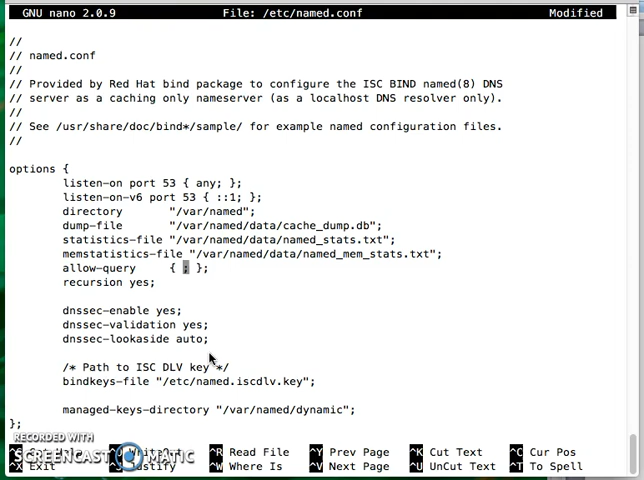 GNU nano 2.0.9 File: /etc/named.conf Modified
//
// named.conf
//
// Provided by Red Hat bind package to configure the ISC BIND named(8) DNS
// server as a caching only nameserver (as a localhost DNS resolver only).
//
// See /usr/share/doc/bind*/sample/ for example named configuration files.
//
options {
listen-on port 53 { any; };
listen-on-v6 port 53 { ::1; };
directory "/var/named";
dump-file "/var/named/data/cache_dump.db";
statistics-file "/var/named/data/named_stats.txt";
memstatistics-file "/var/named/data/named_mem_stats.txt";
allow-query { ; };
recursion yes;
dnssec-enable yes;
dnssec-validation yes;
dnssec-lookaside auto;
/* Path to ISC DLV key */
bindkeys-file "/etc/named.iscdlv.key";
managed-keys-directory "/var/named/dynamic";
};
RECORDED WITH
SCREENCAST MATIC
^R Read File ^Y Prev Page ^K Cut Text ^C Cur Pos
^X Exit Justify ^W Where Is ^V Next Page ^U UnCut Text ^T To Spell